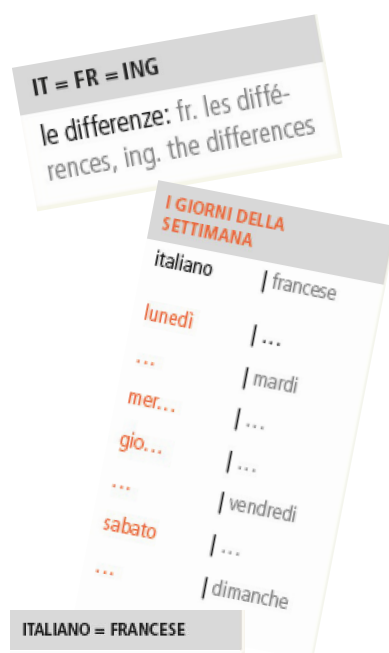 IT = FR = ING
le differenze: fr. les diffé-
rences, ing. the differences
I GIORNI DELLA
SETTIMANA
italiano | francese
lunedì | ...
... | mardi
mer... | ...
gio... | ...
... | vendredi
sabato | ...
... | dimanche
ITALIANO = FRANCESE